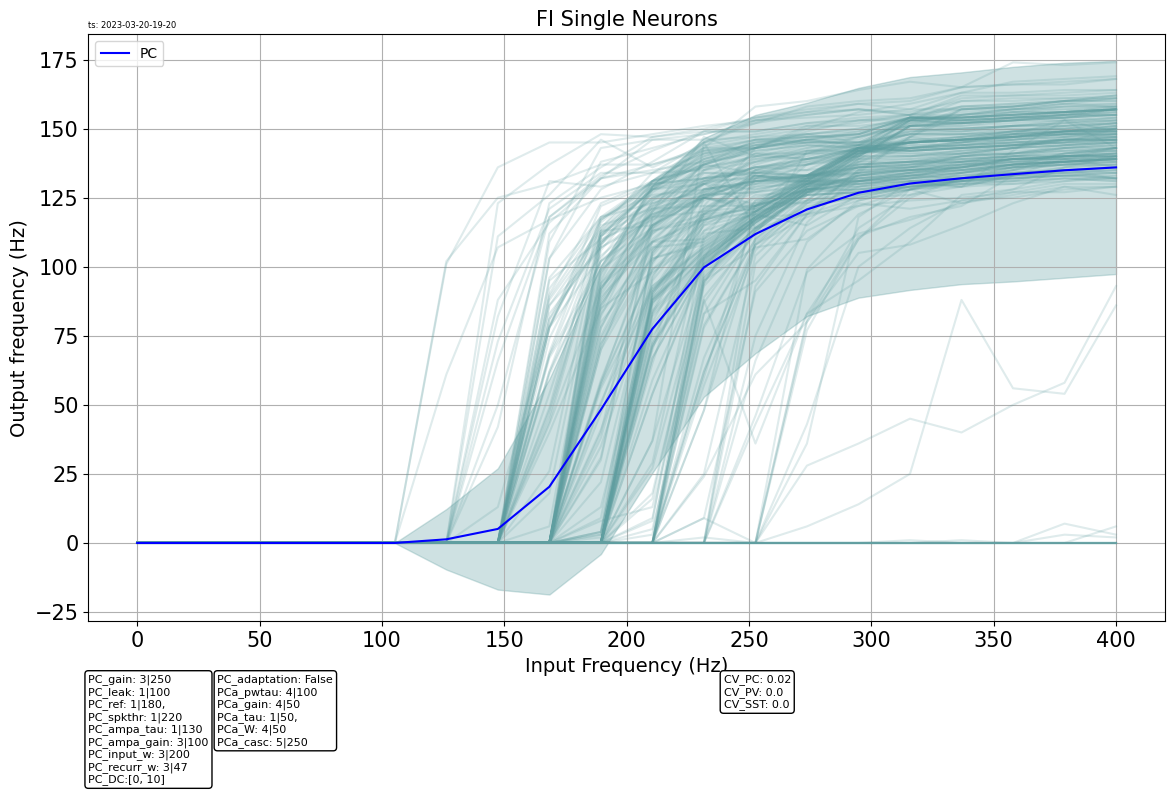 FI Single Neurons
ts: 2023-03-20-19-20
PC
175
150
125
100
75
50
25
0
−25
Output frequency (Hz)
0 50 100 150 200 250 300 350 400
Input Frequency (Hz)
PC_gain: 3|250
PC_leak: 1|100
PC_ref: 1|180,
PC_spkthr: 1|220
PC_ampa_tau: 1|130
PC_ampa_gain: 3|100
PC_input_w: 3|200
PC_recurr_w: 3|47
PC_DC:[0, 10]
PC_adaptation: False
PCa_pwtau: 4|100
PCa_gain: 4|50
PCa_tau: 1|50,
PCa_W: 4|50
PCa_casc: 5|250
CV_PC: 0.02
CV_PV: 0.0
CV_SST: 0.0